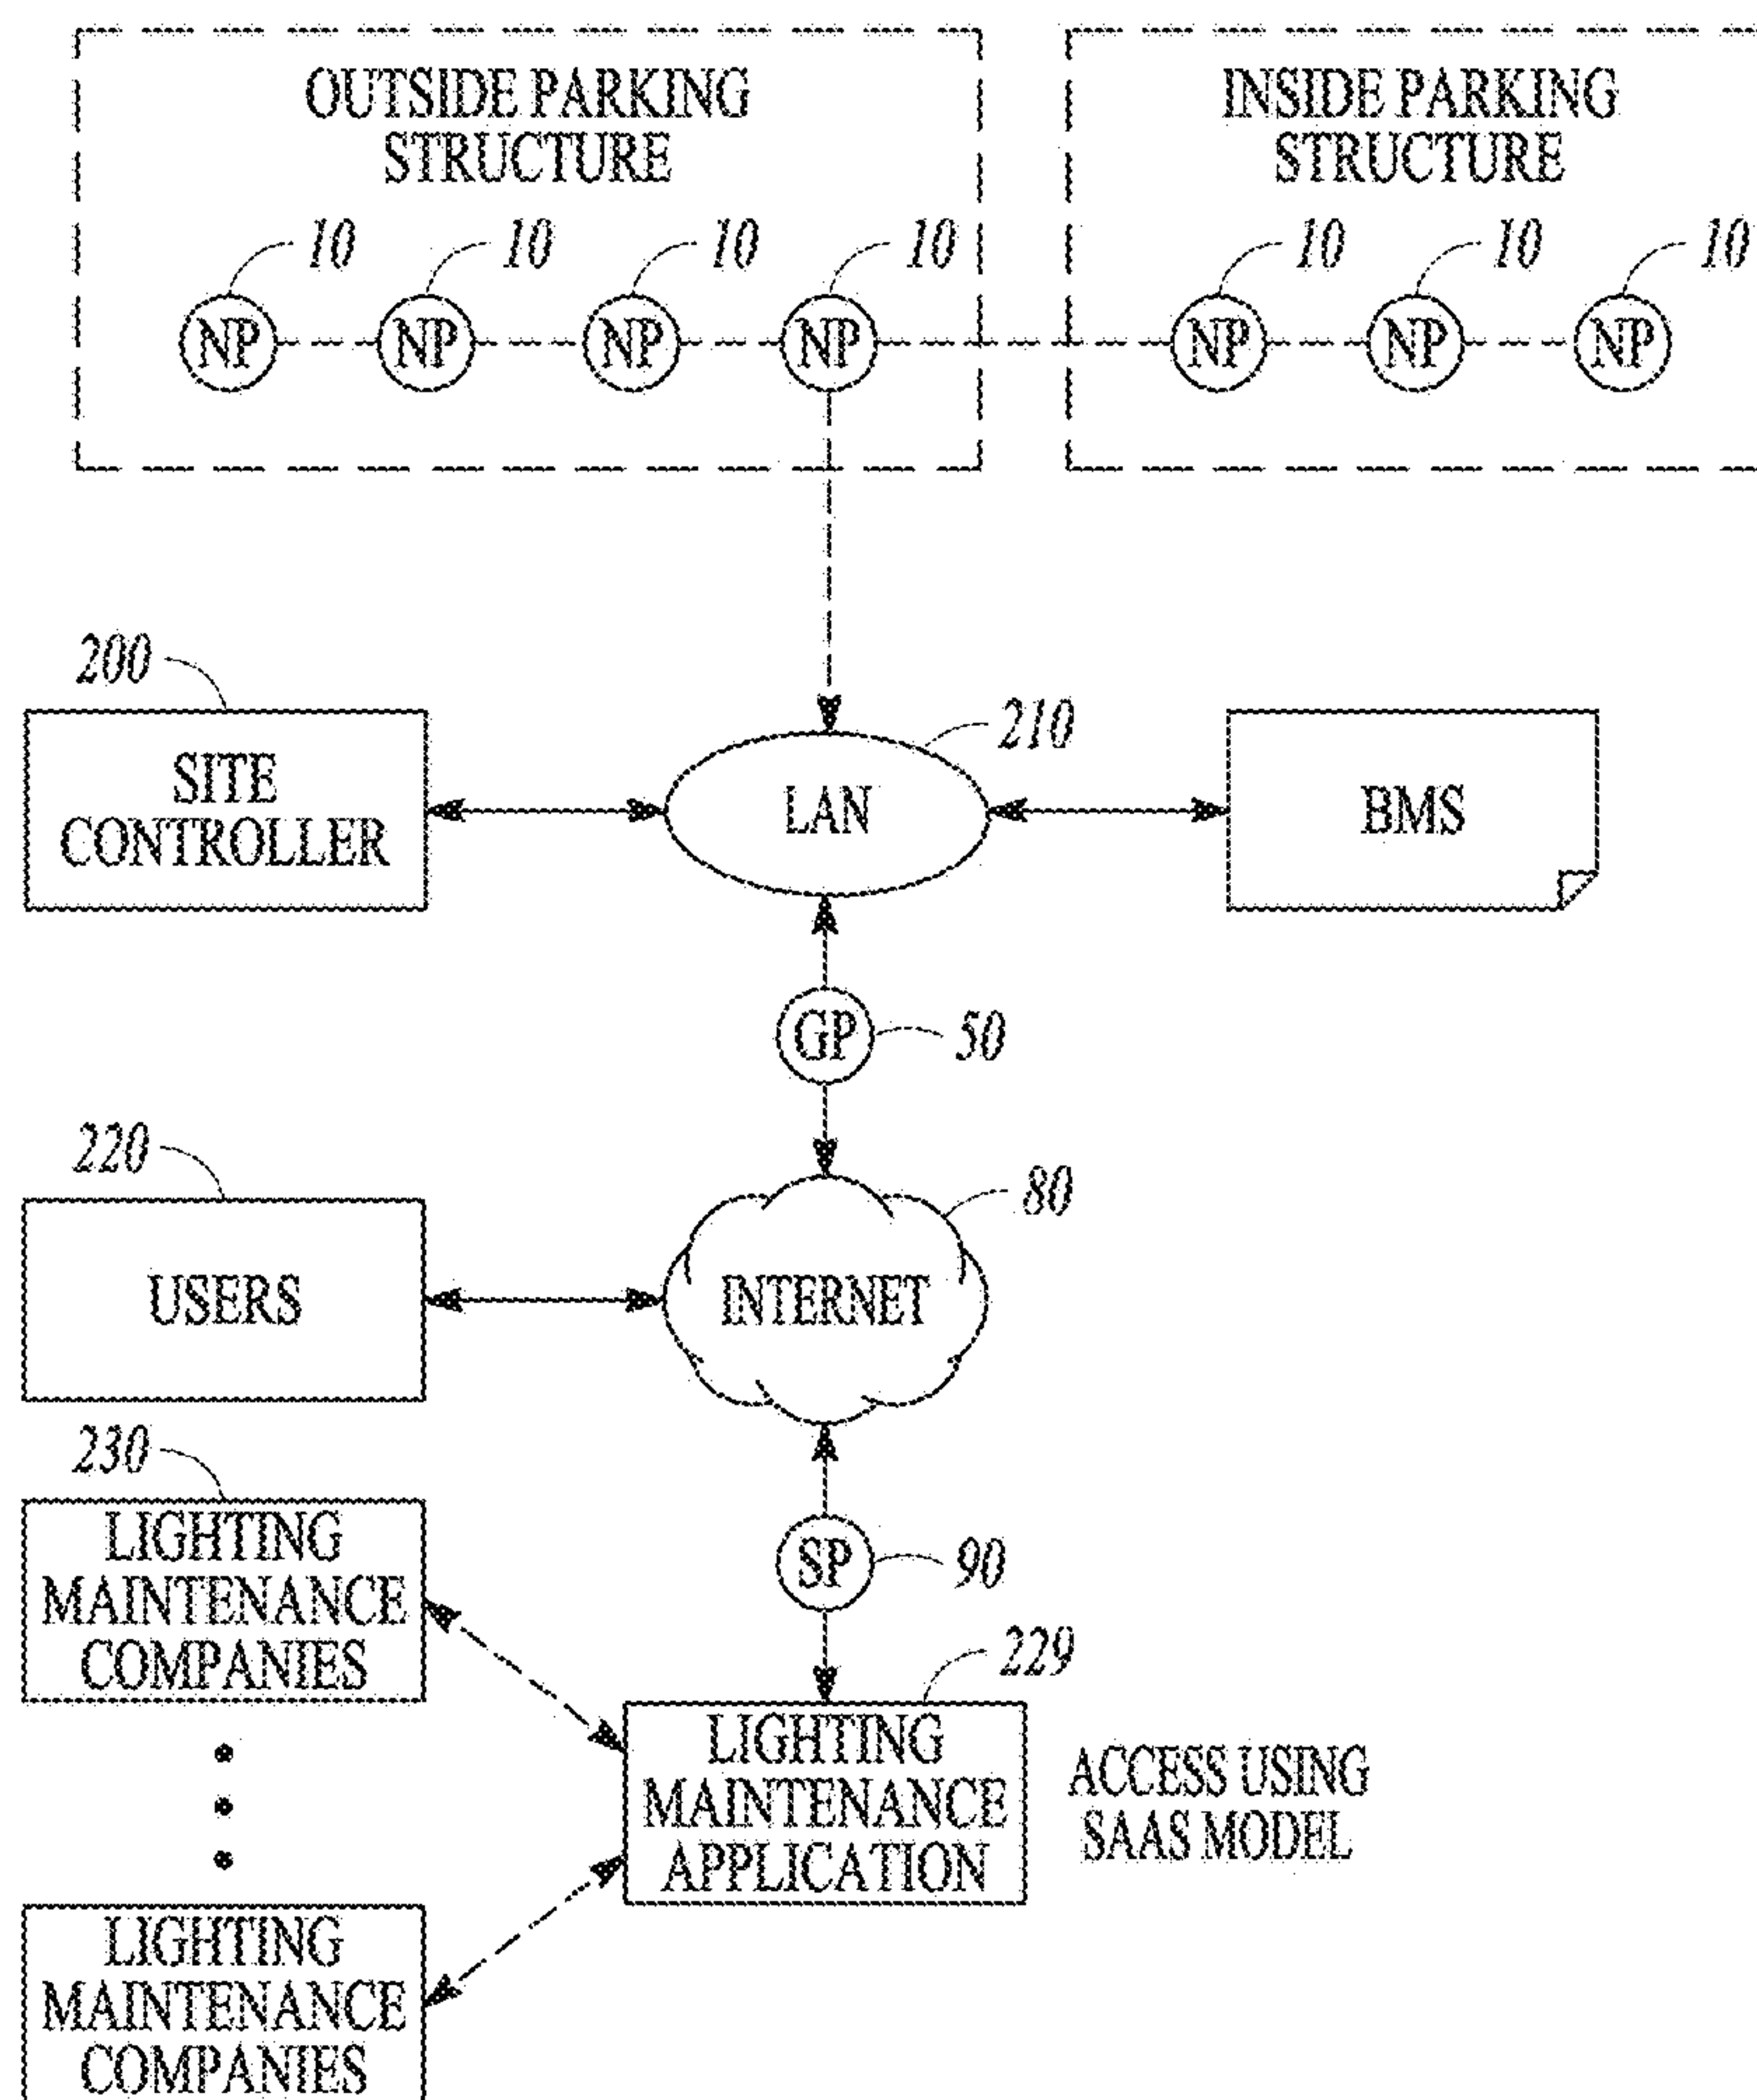 OUTSIDE PARKING
STRUCTURE
INSIDE PARKING
STRUCTURE
10 10 10 10 10 10 10
NP NP NP NP NP NP NP
200
210
SITE
CONTROLLER
LAN
BMS
GP 50
220
80
USERS
INTERNET
230
LIGHTING
MAINTENANCE
COMPANIES
SP 90
229
LIGHTING
MAINTENANCE
APPLICATION
ACCESS USING
SAAS MODEL
LIGHTING
MAINTENANCE
COMPANIES